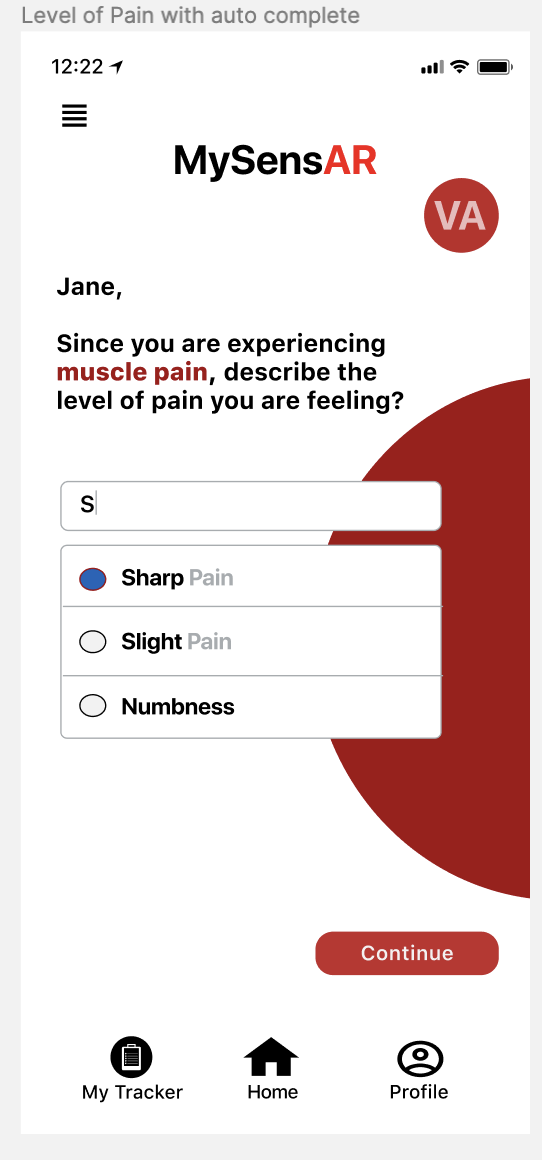 Level of Pain with auto complete
12:22
MySensAR
VA
Jane,
Since you are experiencing
muscle pain, describe the
level of pain you are feeling?
S
Sharp Pain
Slight Pain
Numbness
Continue
My Tracker
Home
Profile